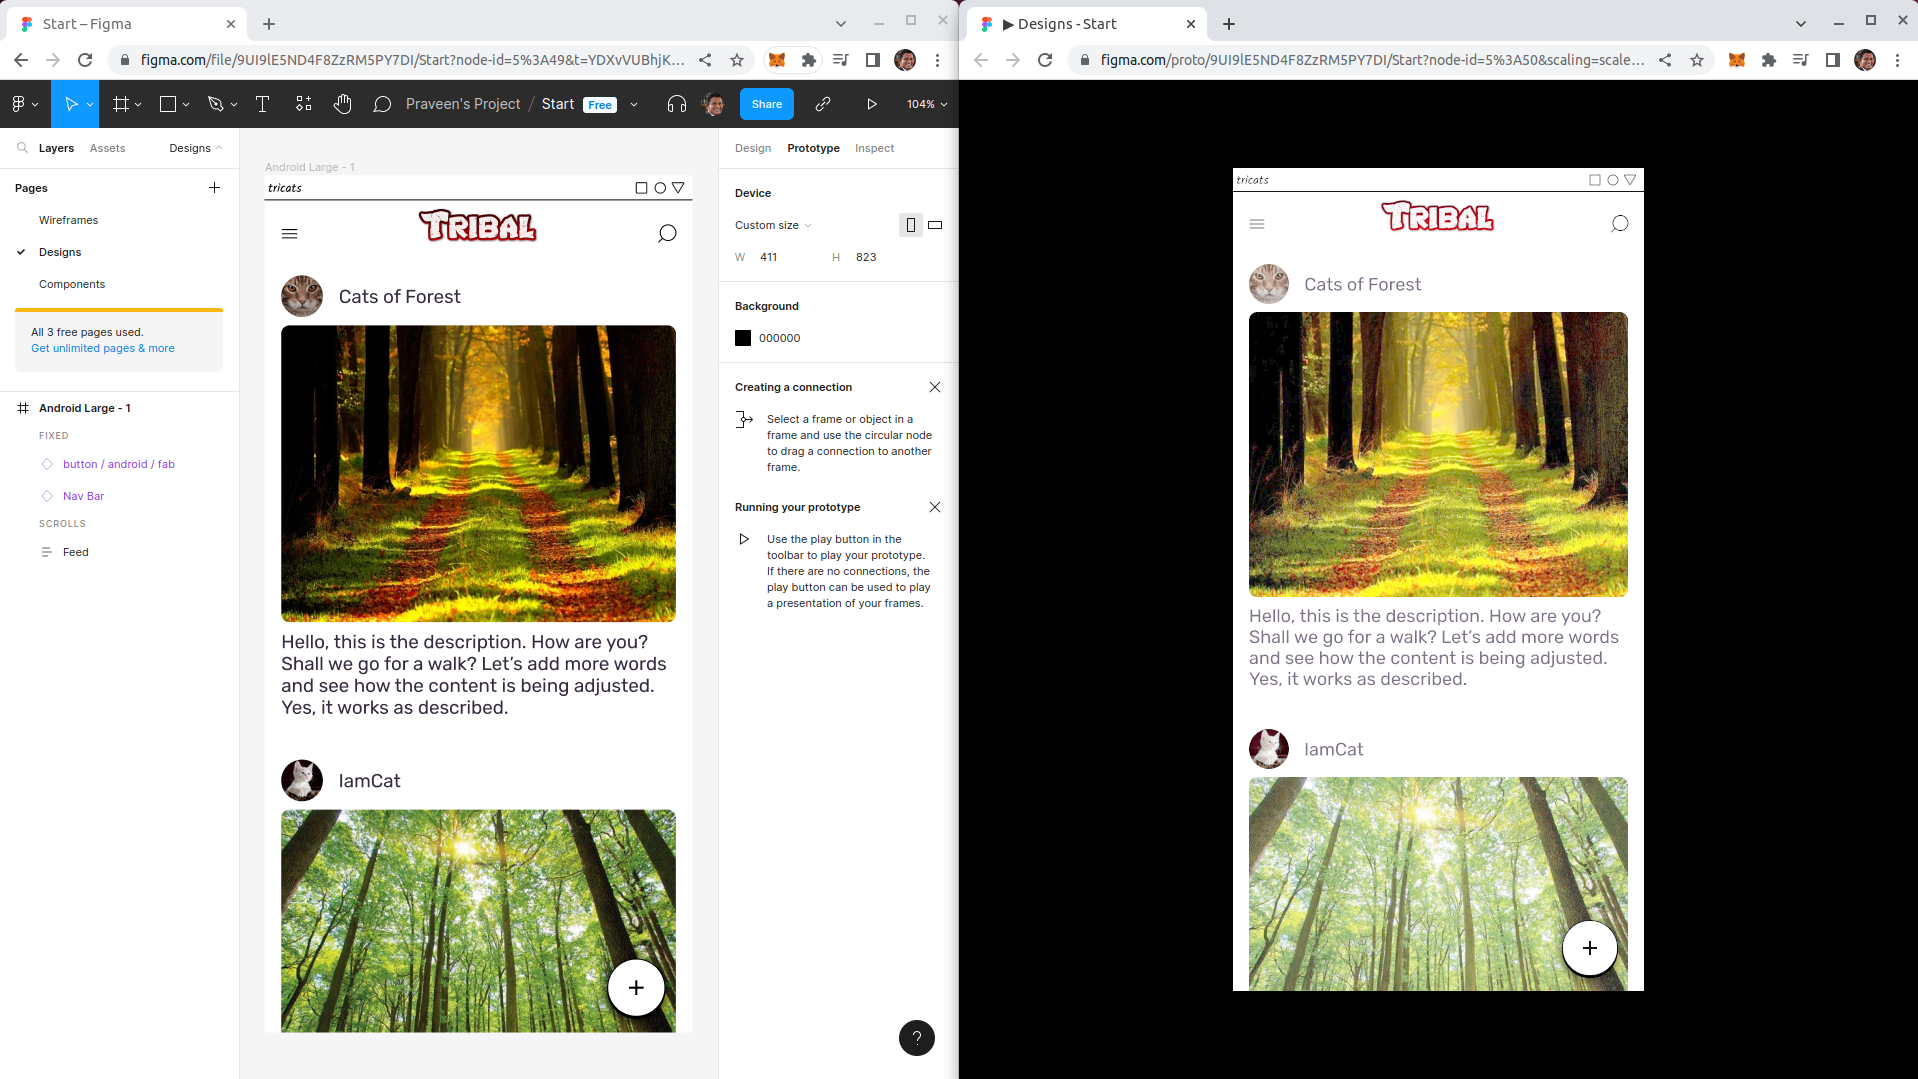 Start – Figma
figma.com/file/9UI9lE5ND4F8ZzRM5PY7DI/Start?node-id=5%3A49&t=YDXvVUBhjK...
Praveen's Project / Start Free
Share
104%
Layers Assets Designs
Pages
Wireframes
Designs
Components
All 3 free pages used.
Get unlimited pages & more
Android Large - 1
FIXED
button / android / fab
Nav Bar
SCROLLS
Feed
Android Large - 1
tricats
TRIBAL
Cats of Forest
Hello, this is the description. How are you?
Shall we go for a walk? Let’s add more words
and see how the content is being adjusted.
Yes, it works as described.
IamCat
+
Design Prototype Inspect
Device
Custom size
W 411 H 823
Background
000000
Creating a connection
Select a frame or object in a
frame and use the circular node
to drag a connection to another
frame.
Running your prototype
Use the play button in the
toolbar to play your prototype.
If there are no connections, the
play button can be used to play
a presentation of your frames.
?
▶ Designs - Start
figma.com/proto/9UI9lE5ND4F8ZzRM5PY7DI/Start?node-id=5%3A50&scaling=scale...
tricats
TRIBAL
Cats of Forest
Hello, this is the description. How are you?
Shall we go for a walk? Let’s add more words
and see how the content is being adjusted.
Yes, it works as described.
IamCat
+